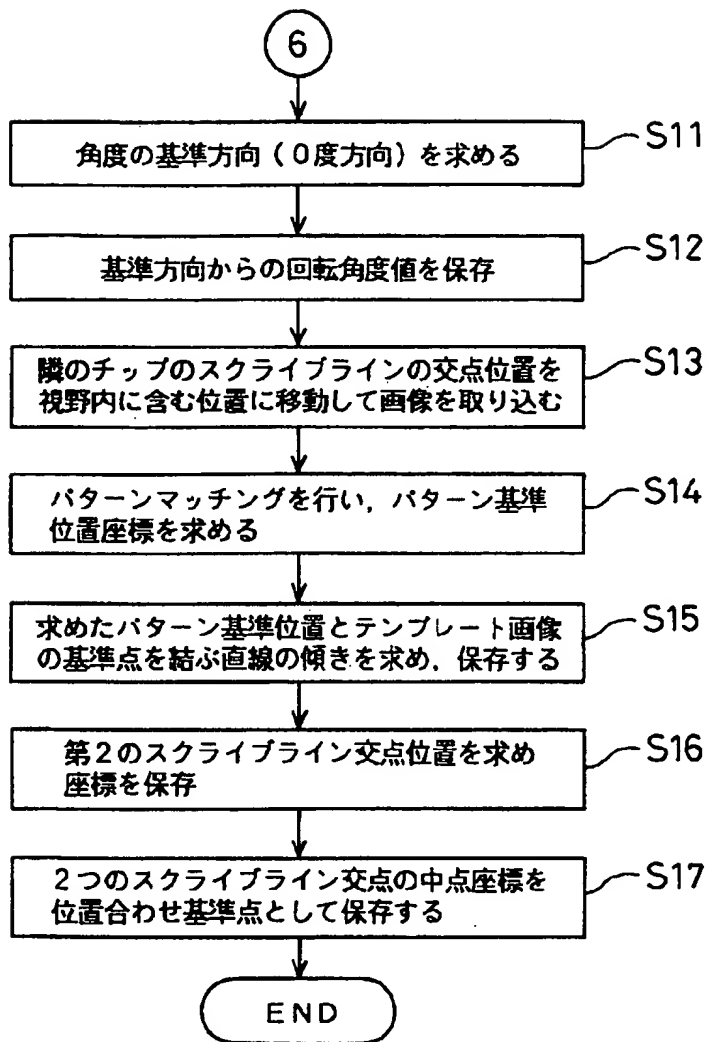 6
角度の基準方向(0度方向)を求める
S11
基準方向からの回転角度値を保存
S12
隣のチップのスクライブラインの交点位置を
視野内に含む位置に移動して画像を取り込む
S13
パターンマッチングを行い,パターン基準
位置座標を求める
S14
求めたパターン基準位置とテンプレート画像
の基準点を結ぶ直線の傾きを求め,保存する
S15
第2のスクライブライン交点位置を求め
座標を保存
S16
2つのスクライブライン交点の中点座標を
位置合わせ基準点として保存する
S17
END